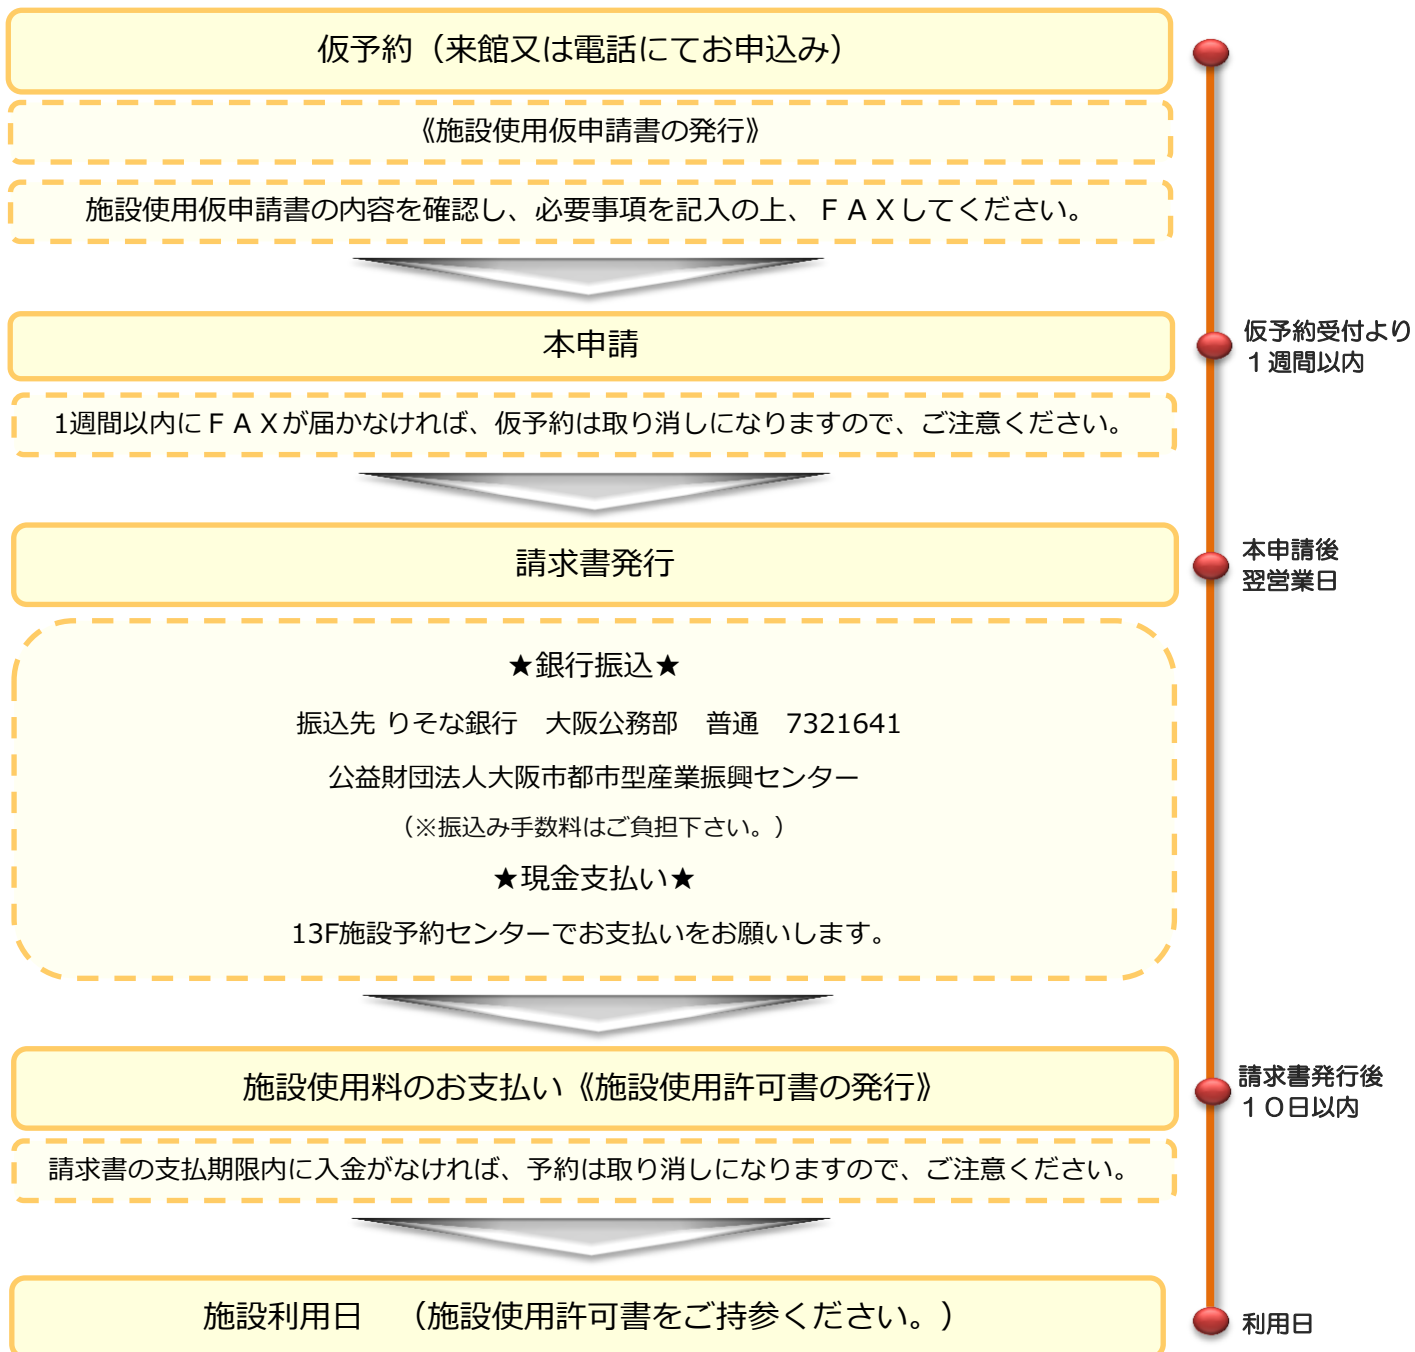 仮予約（来館又は電話にてお申込み）
《施設使用仮申請書の発行》
施設使用仮申請書の内容を確認し、必要事項を記入の上、ＦＡＸしてください。
本申請
仮予約受付より
１週間以内
1週間以内にＦＡＸが届かなければ、仮予約は取り消しになりますので、ご注意ください。
請求書発行
本申請後
翌営業日
★銀行振込★
振込先 りそな銀行　大阪公務部　普通　7321641
公益財団法人大阪市都市型産業振興センター
（※振込み手数料はご負担下さい。）
★現金支払い★
13F施設予約センターでお支払いをお願いします。
施設使用料のお支払い《施設使用許可書の発行》
請求書発行後
１０日以内
請求書の支払期限内に入金がなければ、予約は取り消しになりますので、ご注意ください。
施設利用日　（施設使用許可書をご持参ください。）
利用日